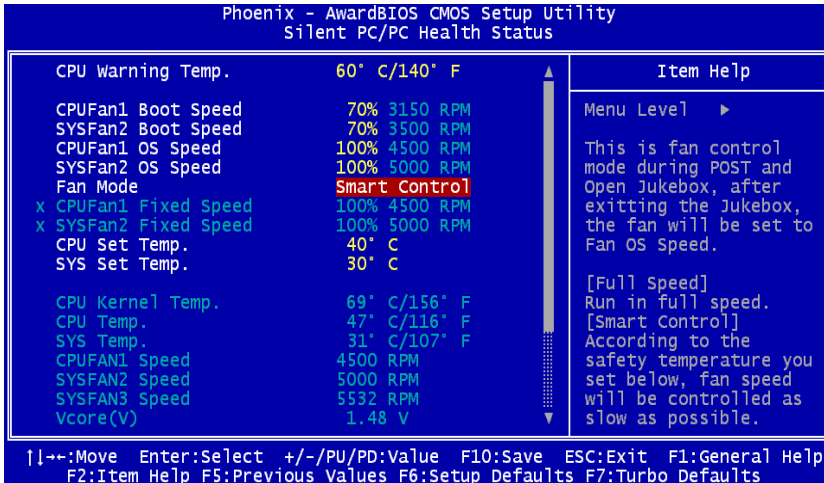 Phoenix - AwardBIOS CMOS Setup Utility
Silent PC/PC Health Status
CPU Warning Temp. 60° C/140° F
CPUFan1 Boot Speed 70% 3150 RPM
SYSFan2 Boot Speed 70% 3500 RPM
CPUFan1 OS Speed 100% 4500 RPM
SYSFan2 OS Speed 100% 5000 RPM
Fan Mode Smart Control
x CPUFan1 Fixed Speed 100% 4500 RPM
x SYSFan2 Fixed Speed 100% 5000 RPM
CPU Set Temp. 40° C
SYS Set Temp. 30° C
CPU Kernel Temp. 69° C/156° F
CPU Temp. 47° C/116° F
SYS Temp. 31° C/107° F
CPUFAN1 Speed 4500 RPM
SYSFAN2 Speed 5000 RPM
SYSFAN3 Speed 5532 RPM
Vcore(V) 1.48 V
Item Help
Menu Level ▶
This is fan control
mode during POST and
Open Jukebox, after
exitting the Jukebox,
the fan will be set to
Fan OS Speed.
[Full Speed]
Run in full speed.
[Smart Control]
According to the
safety temperature you
set below, fan speed
will be controlled as
slow as possible.
↑↓→←:Move Enter:Select +/-/PU/PD:Value F10:Save ESC:Exit F1:General Help
F2:Item Help F5:Previous Values F6:Setup Defaults F7:Turbo Defaults